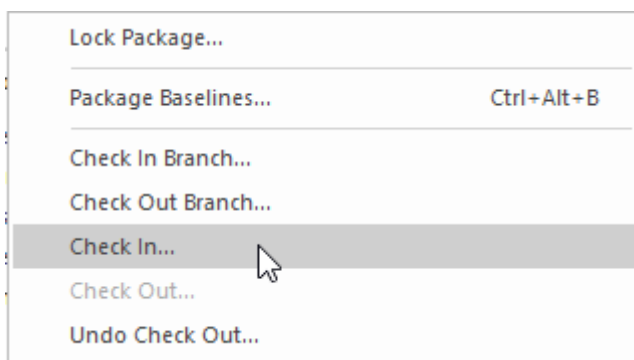 Lock Package...
Package Baselines... Ctrl+Alt+B
Check In Branch...
Check Out Branch...
Check In...
Check Out...
Undo Check Out...